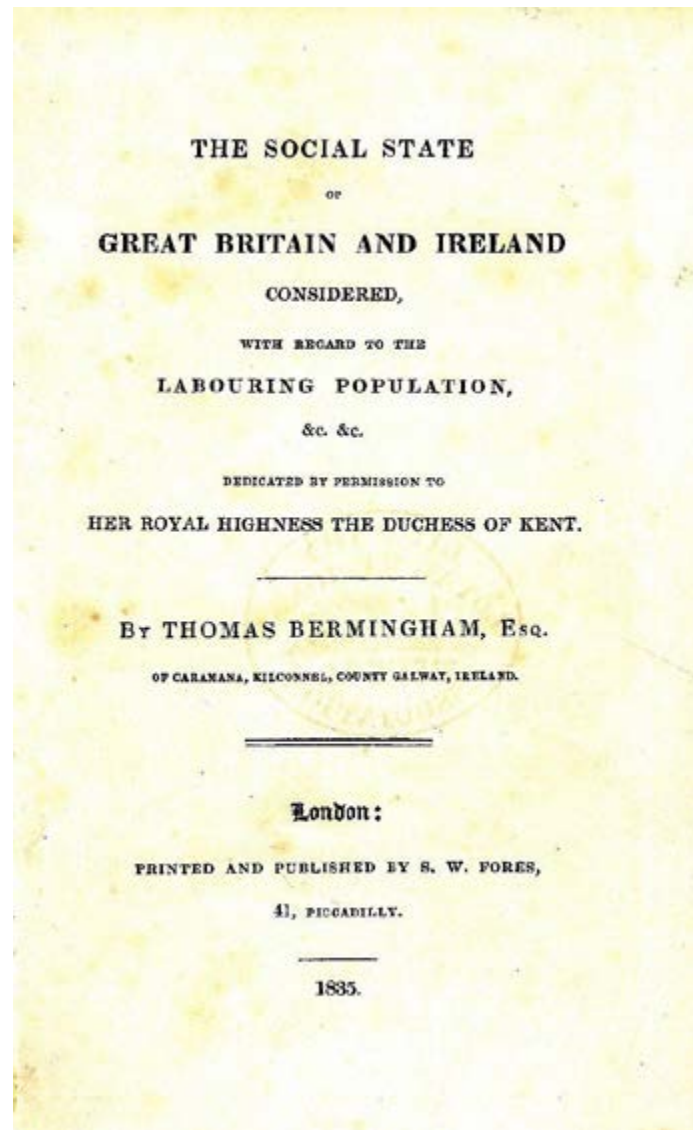 THE SOCIAL STATE
OF
GREAT BRITAIN AND IRELAND
CONSIDERED,
WITH REGARD TO THE
LABOURING POPULATION,
&c. &c.
DEDICATED BY PERMISSION TO
HER ROYAL HIGHNESS THE DUCHESS OF KENT.
BY THOMAS BERMINGHAM, ESQ.
OF CARAMANA, KILCONNEL, COUNTY GALWAY, IRELAND.
London:
PRINTED AND PUBLISHED BY S. W. FORES,
41, PICCADILLY.
1835.